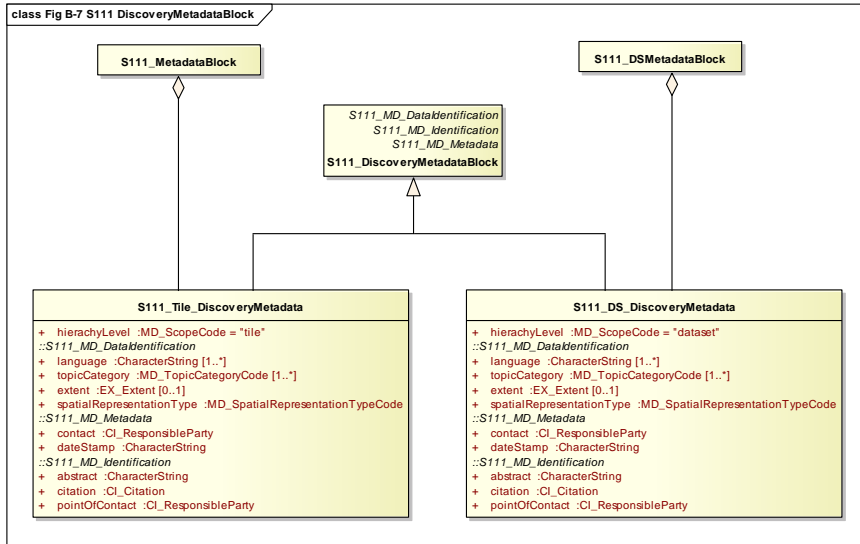 class Fig B-7 S111 DiscoveryMetadataBlock
S111_MetadataBlock
S111_DSMetadataBlock
S111_MD_DataIdentification
S111_MD_Identification
S111_MD_Metadata
S111_DiscoveryMetadataBlock
S111_Tile_DiscoveryMetadata
+ hierachyLevel :MD_ScopeCode = "tile"
::S111_MD_DataIdentification
+ language :CharacterString [1..*]
+ topicCategory :MD_TopicCategoryCode [1..*]
+ extent :EX_Extent [0..1]
+ spatialRepresentationType :MD_SpatialRepresentationTypeCode
::S111_MD_Metadata
+ contact :CI_ResponsibleParty
+ dateStamp :CharacterString
::S111_MD_Identification
+ abstract :CharacterString
+ citation :CI_Citation
+ pointOfContact :CI_ResponsibleParty
S111_DS_DiscoveryMetadata
+ hierachyLevel :MD_ScopeCode = "dataset"
::S111_MD_DataIdentification
+ language :CharacterString [1..*]
+ topicCategory :MD_TopicCategoryCode [1..*]
+ extent :EX_Extent [0..1]
+ spatialRepresentationType :MD_SpatialRepresentationTypeCode
::S111_MD_Metadata
+ contact :CI_ResponsibleParty
+ dateStamp :CharacterString
::S111_MD_Identification
+ abstract :CharacterString
+ citation :CI_Citation
+ pointOfContact :CI_ResponsibleParty